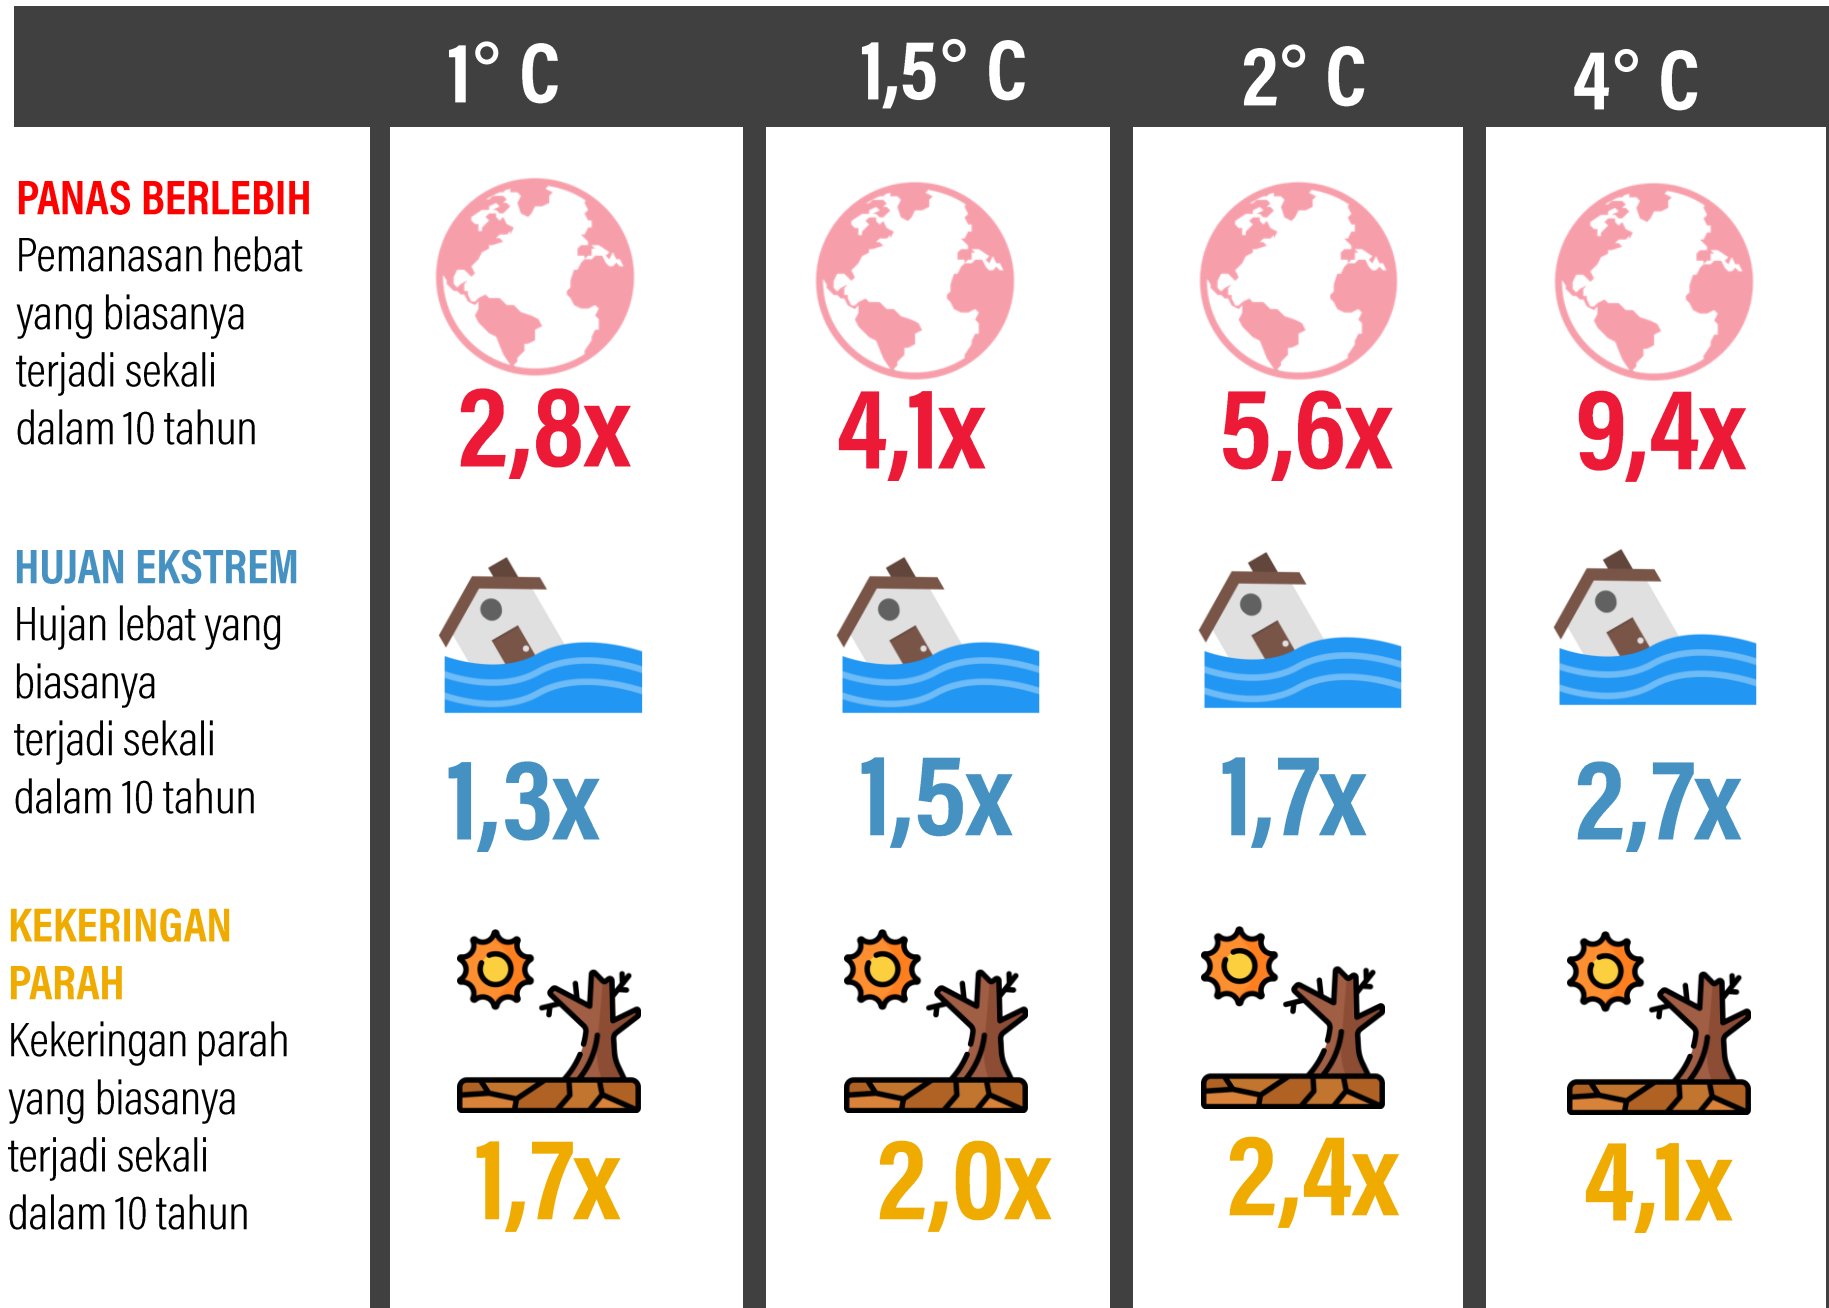 1° C
1,5° C
2° C
4° C
PANAS BERLEBIH
Pemanasan hebat
yang biasanya
terjadi sekali
dalam 10 tahun
2,8x
4,1x
5,6x
9,4x
HUJAN EKSTREM
Hujan lebat yang
biasanya
terjadi sekali
dalam 10 tahun
1,3x
1,5x
1,7x
2,7x
KEKERINGAN
PARAH
Kekeringan parah
yang biasanya
terjadi sekali
dalam 10 tahun
1,7x
2,0x
2,4x
4,1x